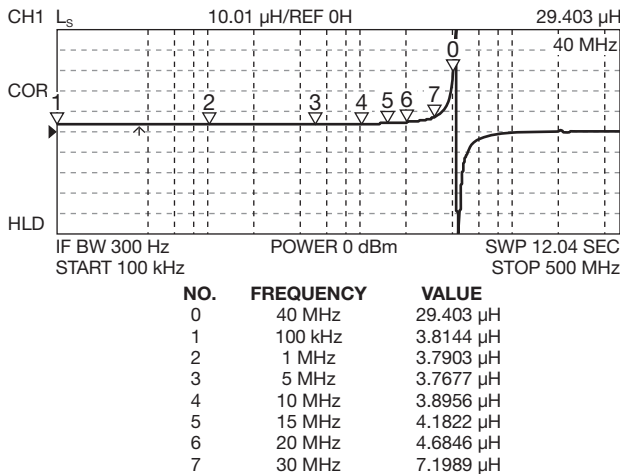 CH1 LS 10.01 µH/REF 0H 29.403 µH
40 MHz
0
COR
1 2 3 4 5 6 7
HLD
IF BW 300 Hz POWER 0 dBm SWP 12.04 SEC
START 100 kHz STOP 500 MHz
NO. FREQUENCY VALUE
0 40 MHz 29.403 µH
1 100 kHz 3.8144 µH
2 1 MHz 3.7903 µH
3 5 MHz 3.7677 µH
4 10 MHz 3.8956 µH
5 15 MHz 4.1822 µH
6 20 MHz 4.6846 µH
7 30 MHz 7.1989 µH